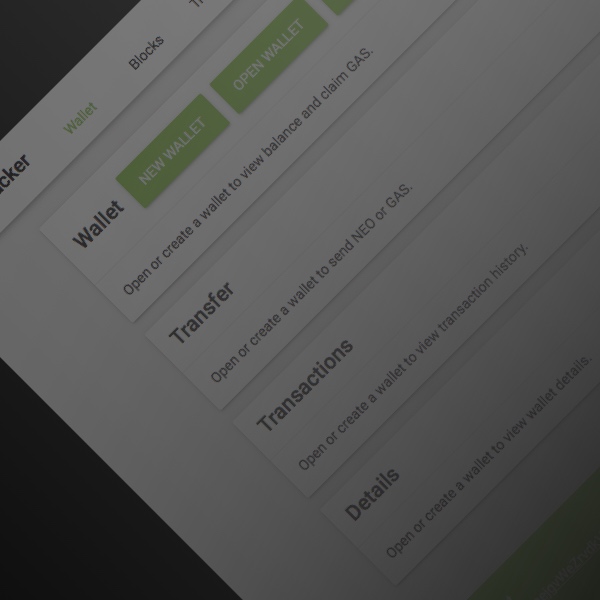 Wallet
Blocks
Wallet
NEW WALLET
OPEN WALLET
Open or create a wallet to view balance and claim GAS.
Transfer
Open or create a wallet to send NEO or GAS.
Transactions
Open or create a wallet to view transaction history.
Details
Open or create a wallet to view wallet details.